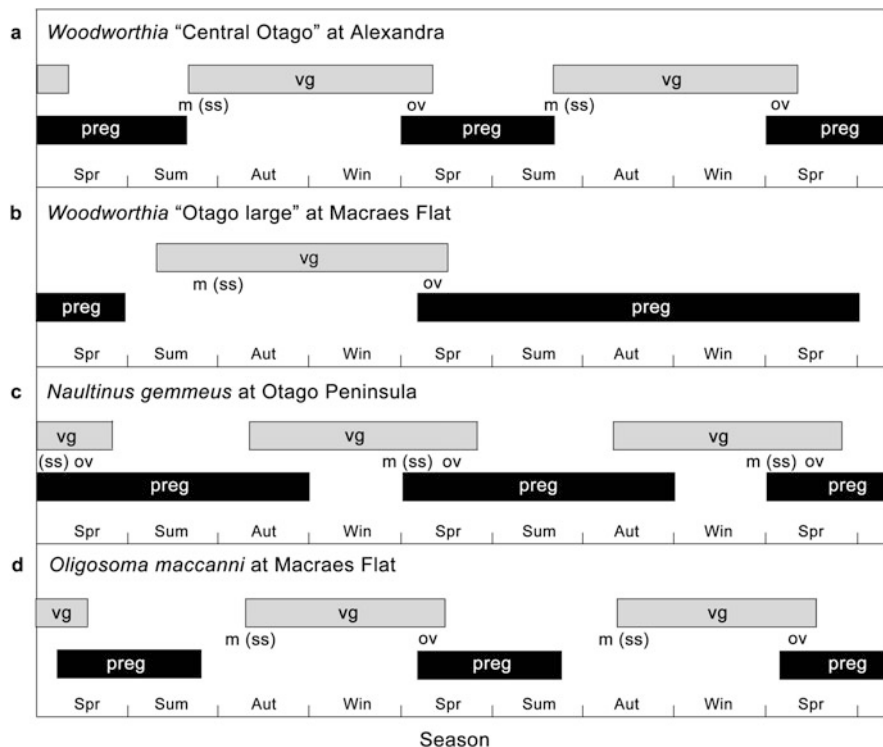 a Woodworthia "Central Otago" at Alexandra
vg vg
m (ss) ov m (ss) ov
preg preg preg
Spr Sum Aut Win Spr Sum Aut Win Spr
b Woodworthia "Otago large" at Macraes Flat
vg
m (ss) ov
preg preg
Spr Sum Aut Win Spr Sum Aut Win Spr
c Naultinus gemmeus at Otago Peninsula
vg vg vg
(ss) ov m (ss) ov m (ss) ov
preg preg preg
Spr Sum Aut Win Spr Sum Aut Win Spr
d Oligosoma maccanni at Macraes Flat
vg vg vg
m (ss) ov m (ss) ov
preg preg preg
Spr Sum Aut Win Spr Sum Aut Win Spr
Season